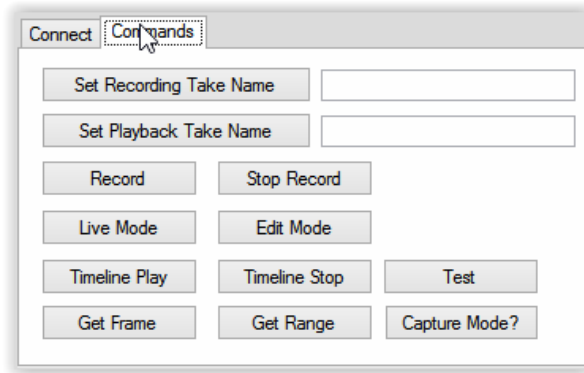 Connect Commands
Set Recording Take Name
Set Playback Take Name
Record Stop Record
Live Mode Edit Mode
Timeline Play Timeline Stop Test
Get Frame Get Range Capture Mode?